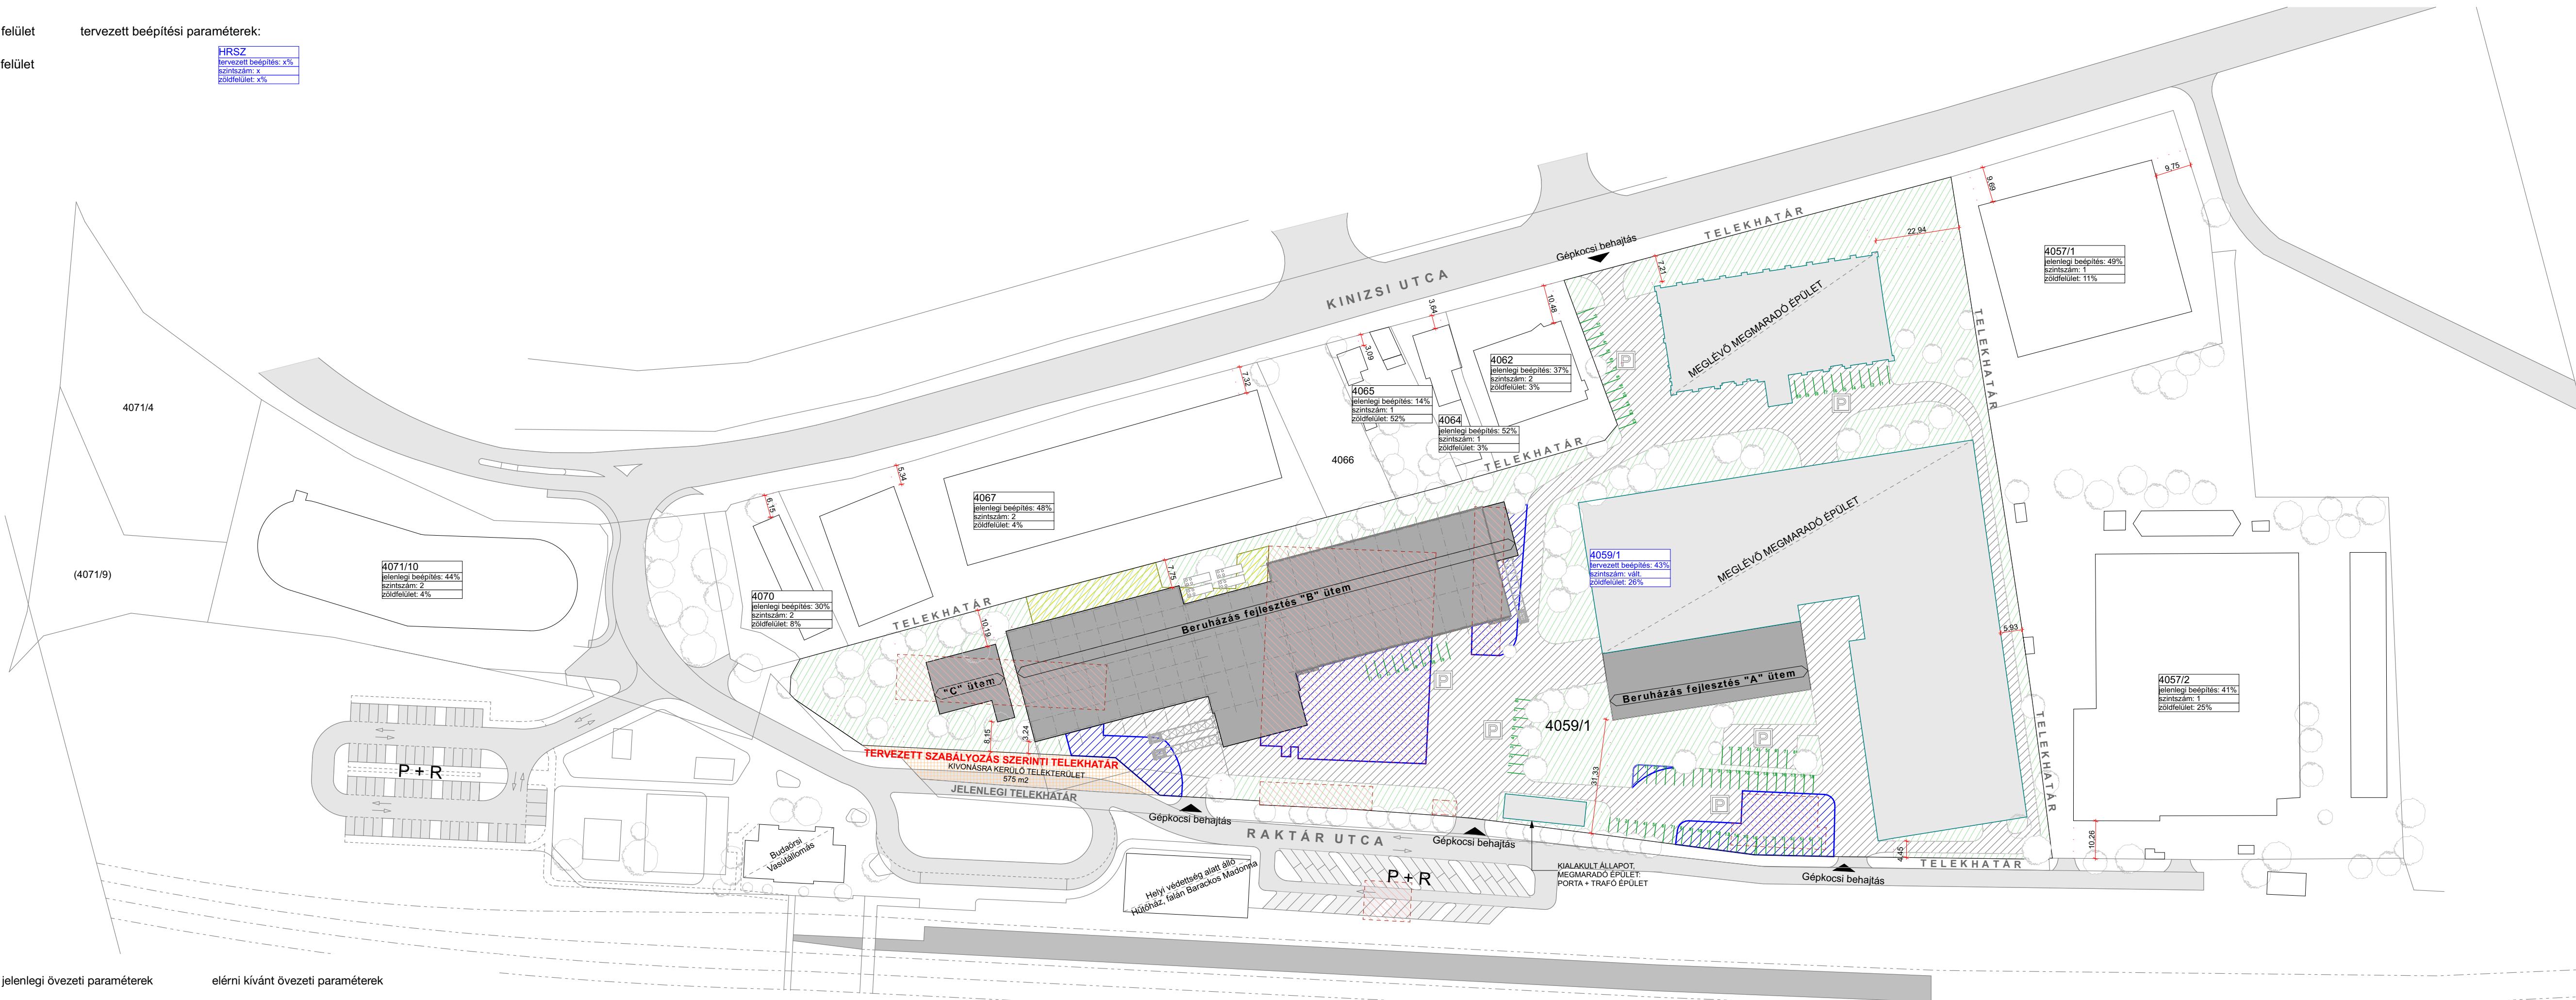 felület
tervezett beépítési paraméterek:
felület
HRSZ
tervezett beépítés: x%
szintszám: x
zöldfelület: x%
9,75
9,69
TELEKHATÁR
22,94
Gépkocsi behajtás
4057/1
jelenlegi beépítés: 49%
szintszám: 1
zöldfelület: 11%
7,21
KINIZSI UTCA
10,48
3,64
MEGLÉVŐ MEGMARADÓ ÉPÜLET
TELEKHATÁR
3,09
4062
jelenlegi beépítés: 37%
szintszám: 2
zöldfelület: 3%
P
7,32
4065
jelenlegi beépítés: 14%
szintszám: 1
zöldfelület: 52%
4071/4
P
4064
jelenlegi beépítés: 52%
szintszám: 1
zöldfelület: 3%
TELEKHATÁR
4066
5,34
6,15
4067
jelenlegi beépítés: 48%
szintszám: 2
zöldfelület: 4%
MEGLÉVŐ MEGMARADÓ ÉPÜLET
4059/1
tervezett beépítés: 43%
szintszám: vált.
zöldfelület: 26%
(4071/9)
4071/10
jelenlegi beépítés: 44%
szintszám: 2
zöldfelület: 4%
7,75
4070
jelenlegi beépítés: 30%
szintszám: 2
zöldfelület: 8%
TELEKHATÁR
Beruházás fejlesztés "B" ütem
10,19
5,93
P
"C" ütem
Beruházás fejlesztés "A" ütem
4057/2
jelenlegi beépítés: 41%
szintszám: 1
zöldfelület: 25%
4059/1
P
P
8,15
3,24
TELEKHATÁR
TERVEZETT SZABÁLYOZÁS SZERINTI TELEKHATÁR
KIVONÁSRA KERÜLŐ TELEKTERÜLET
575 m2
JELENLEGI TELEKHATÁR
P + R
31,33
P
Gépkocsi behajtás
RAKTÁR UTCA
Gépkocsi behajtás
10,26
4,45
TELEKHATÁR
Budaörsi
Vasútállomás
Helyi védettség alatt álló
Hűtőház, falán Barackos Madonna
P + R
KIALAKULT ÁLLAPOT,
MEGMARADÓ ÉPÜLET:
PORTA + TRAFÓ ÉPÜLET
Gépkocsi behajtás
jelenlegi övezeti paraméterek
elérni kívánt övezeti paraméterek